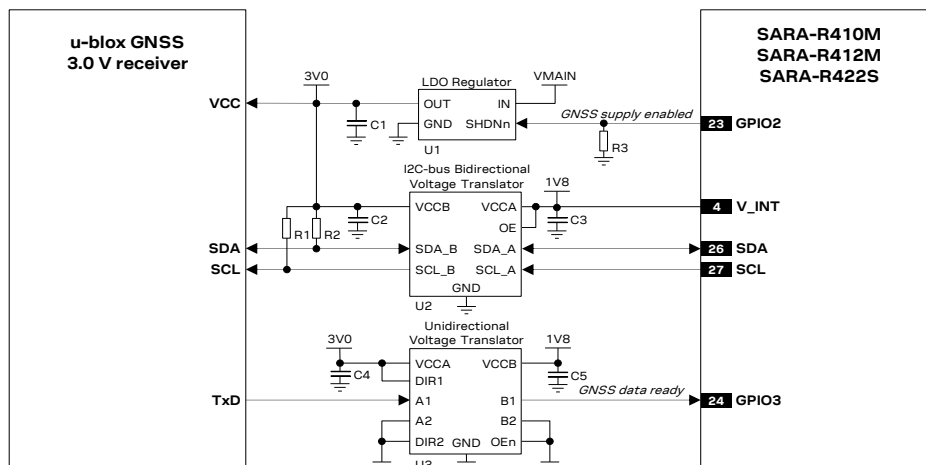 u-blox GNSS
3.0 V receiver
SARA-R410M
SARA-R412M
SARA-R422S
LDO Regulator
3V0
VMAIN
VCC
OUT
IN
GNSS supply enabled
C1
GND
SHDNn
23 GPIO2
U1
R3
I2C-bus Bidirectional
Voltage Translator
1V8
VCCB
VCCA
4 V_INT
C2
C3
OE
R1
R2
SDA
SDA_B
SDA_A
26 SDA
SCL
SCL_B
SCL_A
27 SCL
GND
U2
Unidirectional
Voltage Translator
3V0
1V8
VCCA
VCCB
C4
DIR1
C5
GNSS data ready
TxD
A1
B1
24 GPIO3
A2
B2
DIR2
GND
OEn
U3